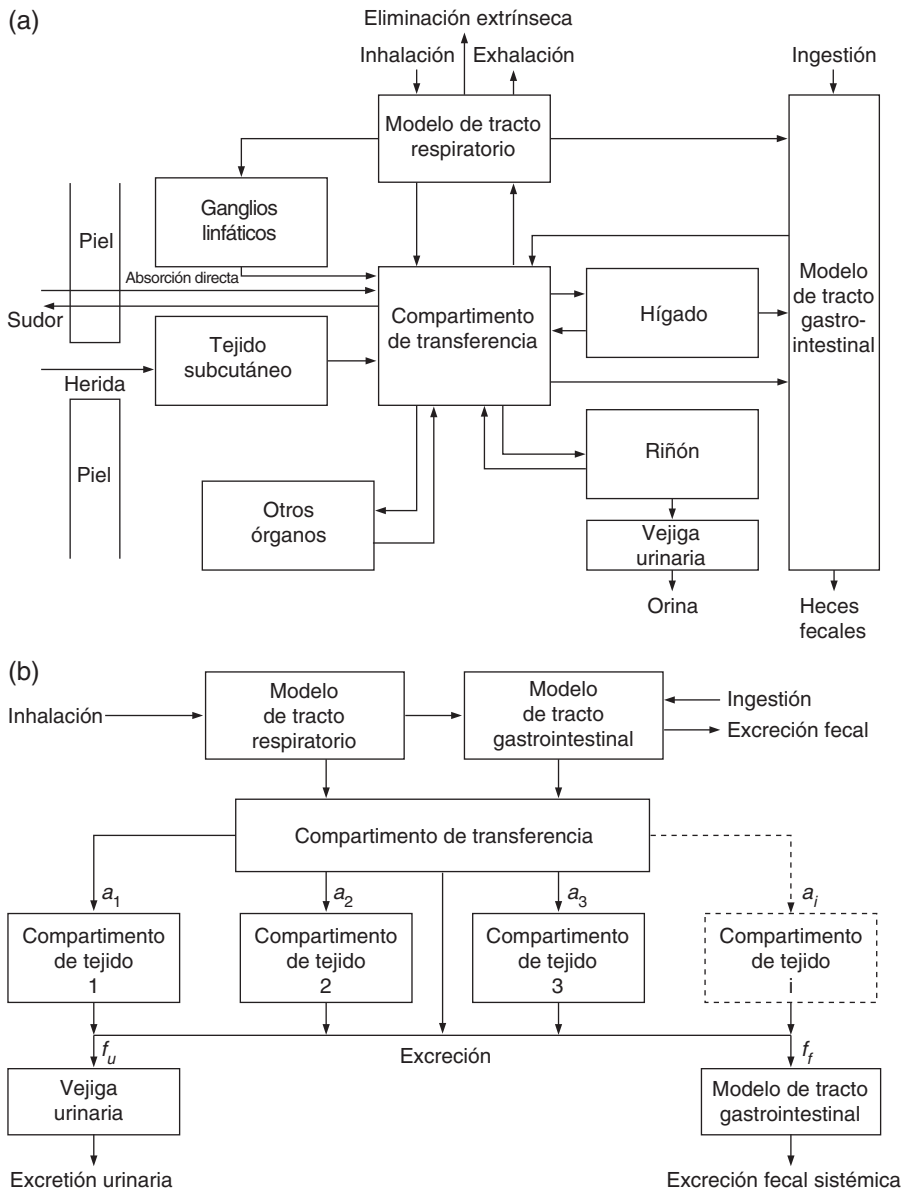 (a)
Eliminación extrínseca
Inhalación
Exhalación
Ingestión
Modelo de tracto
respiratorio
Ganglios
linfáticos
Piel
Absorción directa
Sudor
Compartimento
de transferencia
Hígado
Modelo
de tracto
gastro-
intestinal
Tejido
subcutáneo
Herida
Piel
Riñón
Otros
órganos
Vejiga
urinaria
Orina
Heces
fecales
(b)
Inhalación
Modelo
de tracto
respiratorio
Modelo
de tracto
gastrointestinal
Ingestión
Excreción fecal
Compartimento de transferencia
a1
a2
a3
ai
Compartimento
de tejido
1
Compartimento
de tejido
2
Compartimento
de tejido
3
Compartimento
de tejido
i
fu
Excreción
ff
Vejiga
urinaria
Modelo de tracto
gastrointestinal
Excretión urinaria
Excreción fecal sistémica